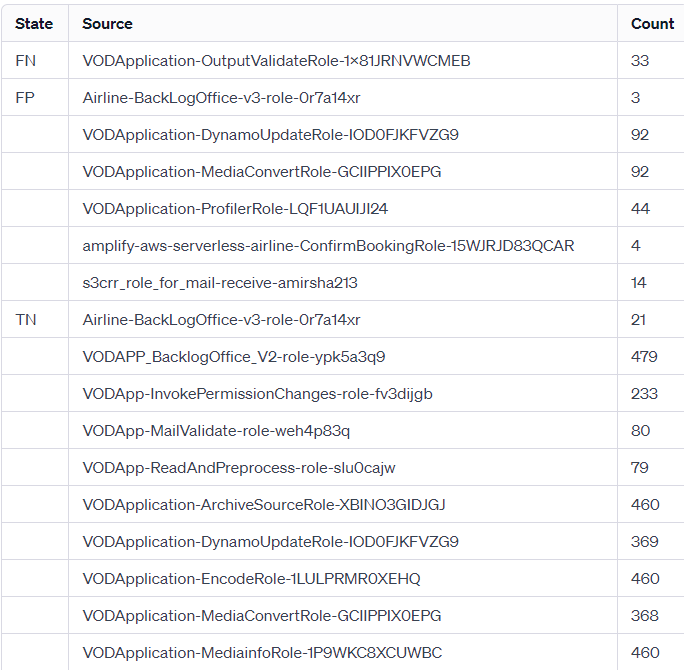 State Source Count
FN VODApplication-OutputValidateRole-1×81JRNVWCMEB 33
FP Airline-BackLogOffice-v3-role-0r7a14xr 3
VODApplication-DynamoUpdateRole-IOD0FJKFVZG9 92
VODApplication-MediaConvertRole-GCIIPPIX0EPG 92
VODApplication-ProfilerRole-LQF1UAUIJI24 44
amplify-aws-serverless-airline-ConfirmBookingRole-15WJRJD83QCAR 4
s3crr_role_for_mail-receive-amirsha213 14
TN Airline-BackLogOffice-v3-role-0r7a14xr 21
VODAPP_BacklogOffice_V2-role-ypk5a3q9 479
VODApp-InvokePermissionChanges-role-fv3dijgb 233
VODApp-MailValidate-role-weh4p83q 80
VODApp-ReadAndPreprocess-role-slu0cajw 79
VODApplication-ArchiveSourceRole-XBINO3GIDJGJ 460
VODApplication-DynamoUpdateRole-IOD0FJKFVZG9 369
VODApplication-EncodeRole-1LULPRMR0XEHQ 460
VODApplication-MediaConvertRole-GCIIPPIX0EPG 368
VODApplication-MediainfoRole-1P9WKC8XCUWBC 460